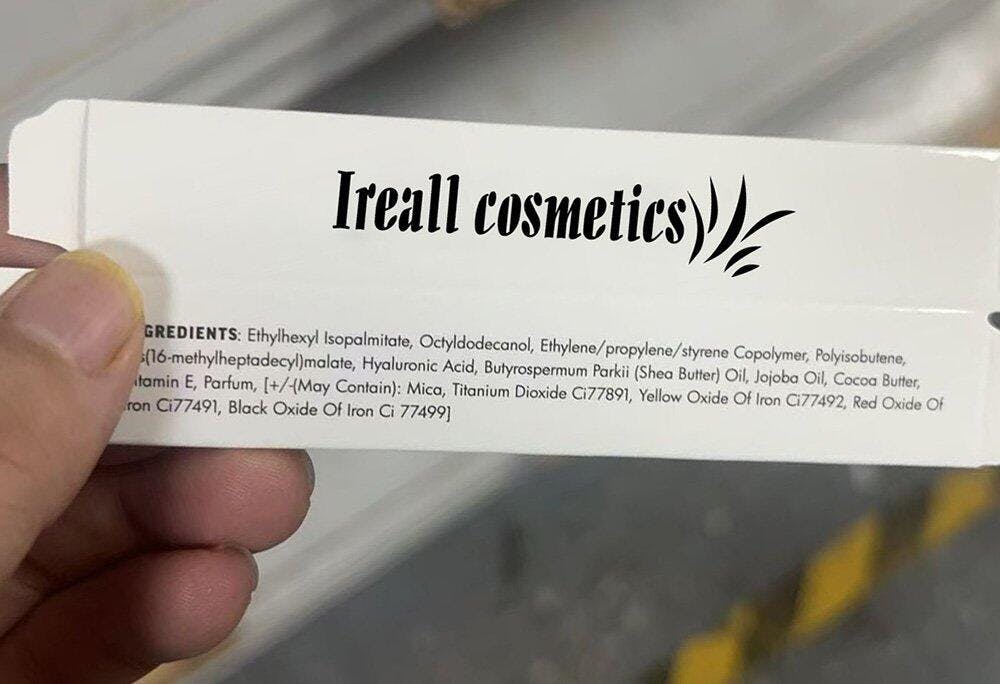 Ireall cosmetics
GREDIENTS: Ethylhexyl Isopalmitate, Octyldodecanol, Ethylene/propylene/styrene Copolymer, Polyisobutene,
s(16-methylheptadecyl)malate, Hyaluronic Acid, Butyrospermum Parkii (Shea Butter) Oil, Jojoba Oil, Cocoa Butter,
tamin E, Parfum, [+/-(May Contain): Mica, Titanium Dioxide Ci77891, Yellow Oxide Of Iron Ci77492, Red Oxide Of
ron Ci77491, Black Oxide Of Iron Ci 77499]